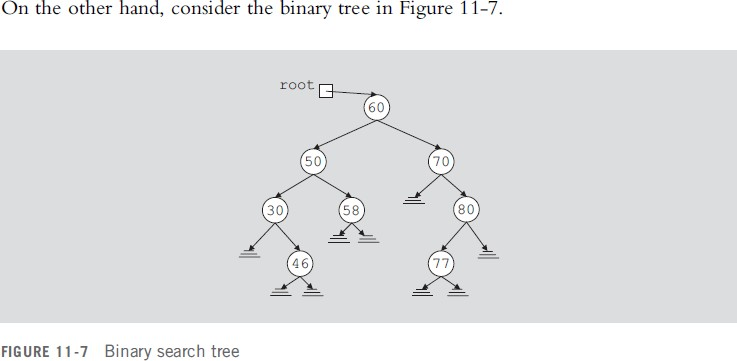 On the other hand, consider the binary tree in Figure 11-7.
root
60
50 70
30 58 80
46 77
FIGURE 11-7 Binary search tree